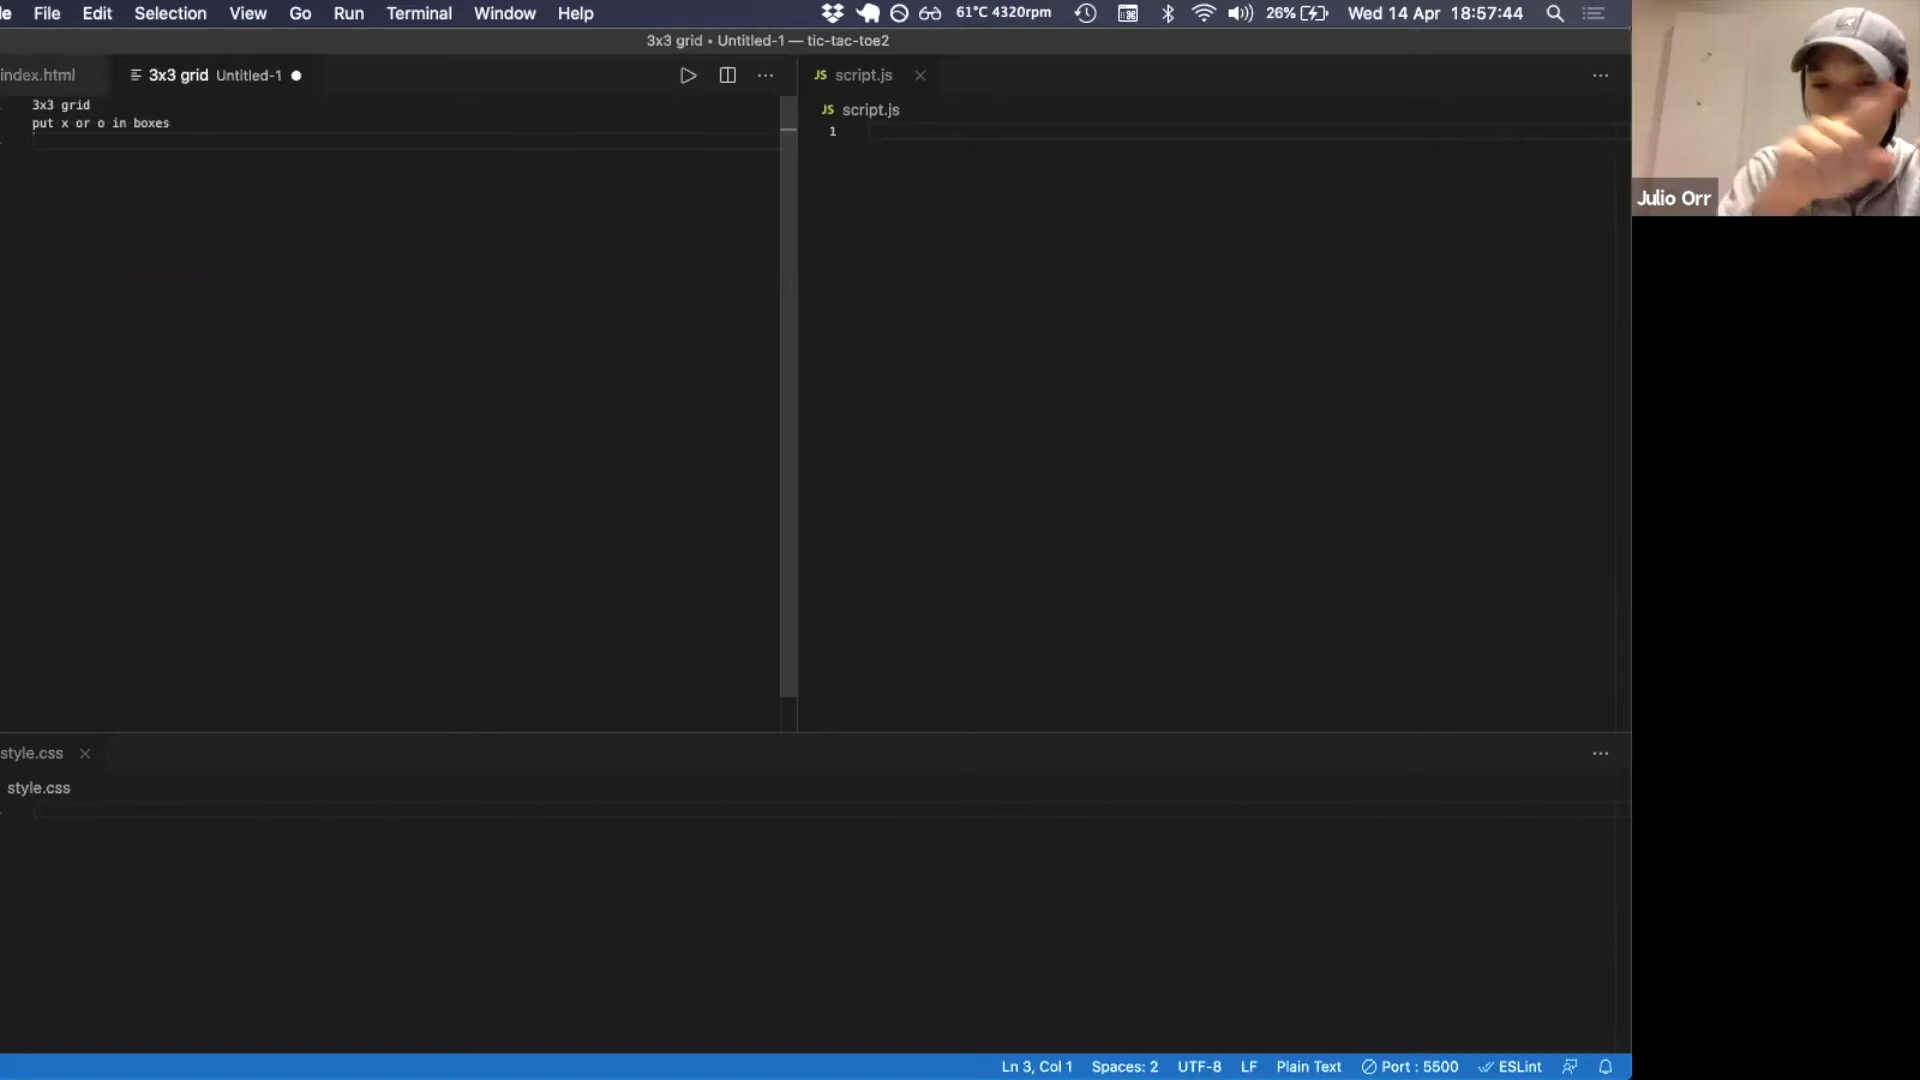 le File Edit Selection View Go Run Terminal Window Help 61°C 4320rpm 26% Wed 14 Apr 18:57:44
3x3 grid • Untitled-1 — tic-tac-toe2
index.html 3x3 grid Untitled-1 JS script.js
3x3 grid
put x or o in boxes
JS script.js
1
Julio Orr
style.css
style.css
Ln 3, Col 1 Spaces: 2 UTF-8 LF Plain Text Port : 5500 ESLint